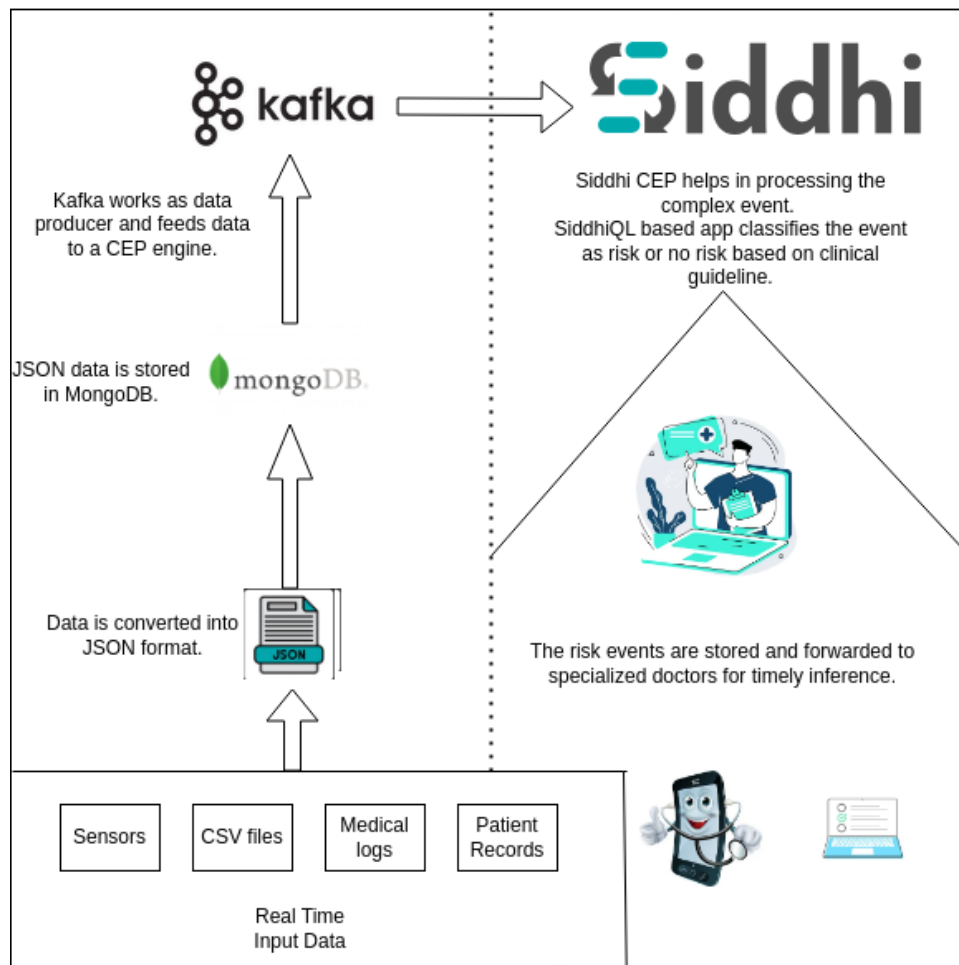 kafka
Siddhi
Kafka works as data
producer and feeds data
to a CEP engine.
Siddhi CEP helps in processing the
complex event.
SiddhiQL based app classifies the event
as risk or no risk based on clinical
guideline.
JSON data is stored
in MongoDB.
mongoDB.
Data is converted into
JSON format.
JSON
The risk events are stored and forwarded to
specialized doctors for timely inference.
Sensors
CSV files
Medical
logs
Patient
Records
Real Time
Input Data